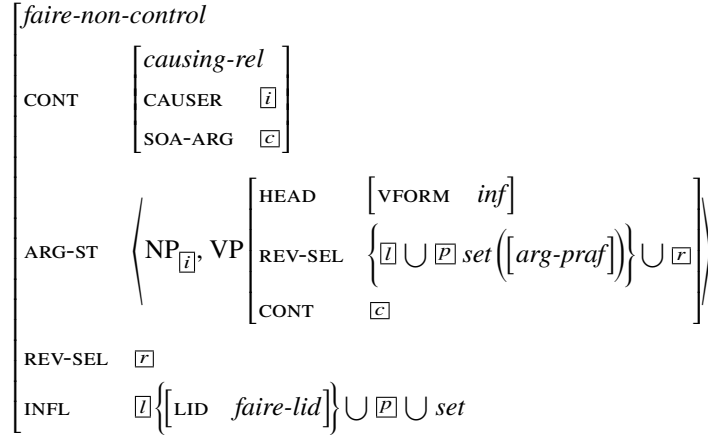 faire-non-control
CONT [causing-rel
CAUSER [i]
SOA-ARG [c]]
ARG-ST ⟨NP[i], VP[HEAD [VFORM inf]
REV-SEL {[l] ∪ [p] set([arg-praf])} ∪ [r]
CONT [c]]⟩
REV-SEL [r]
INFL [l]{[LID faire-lid]} ∪ [p] ∪ set